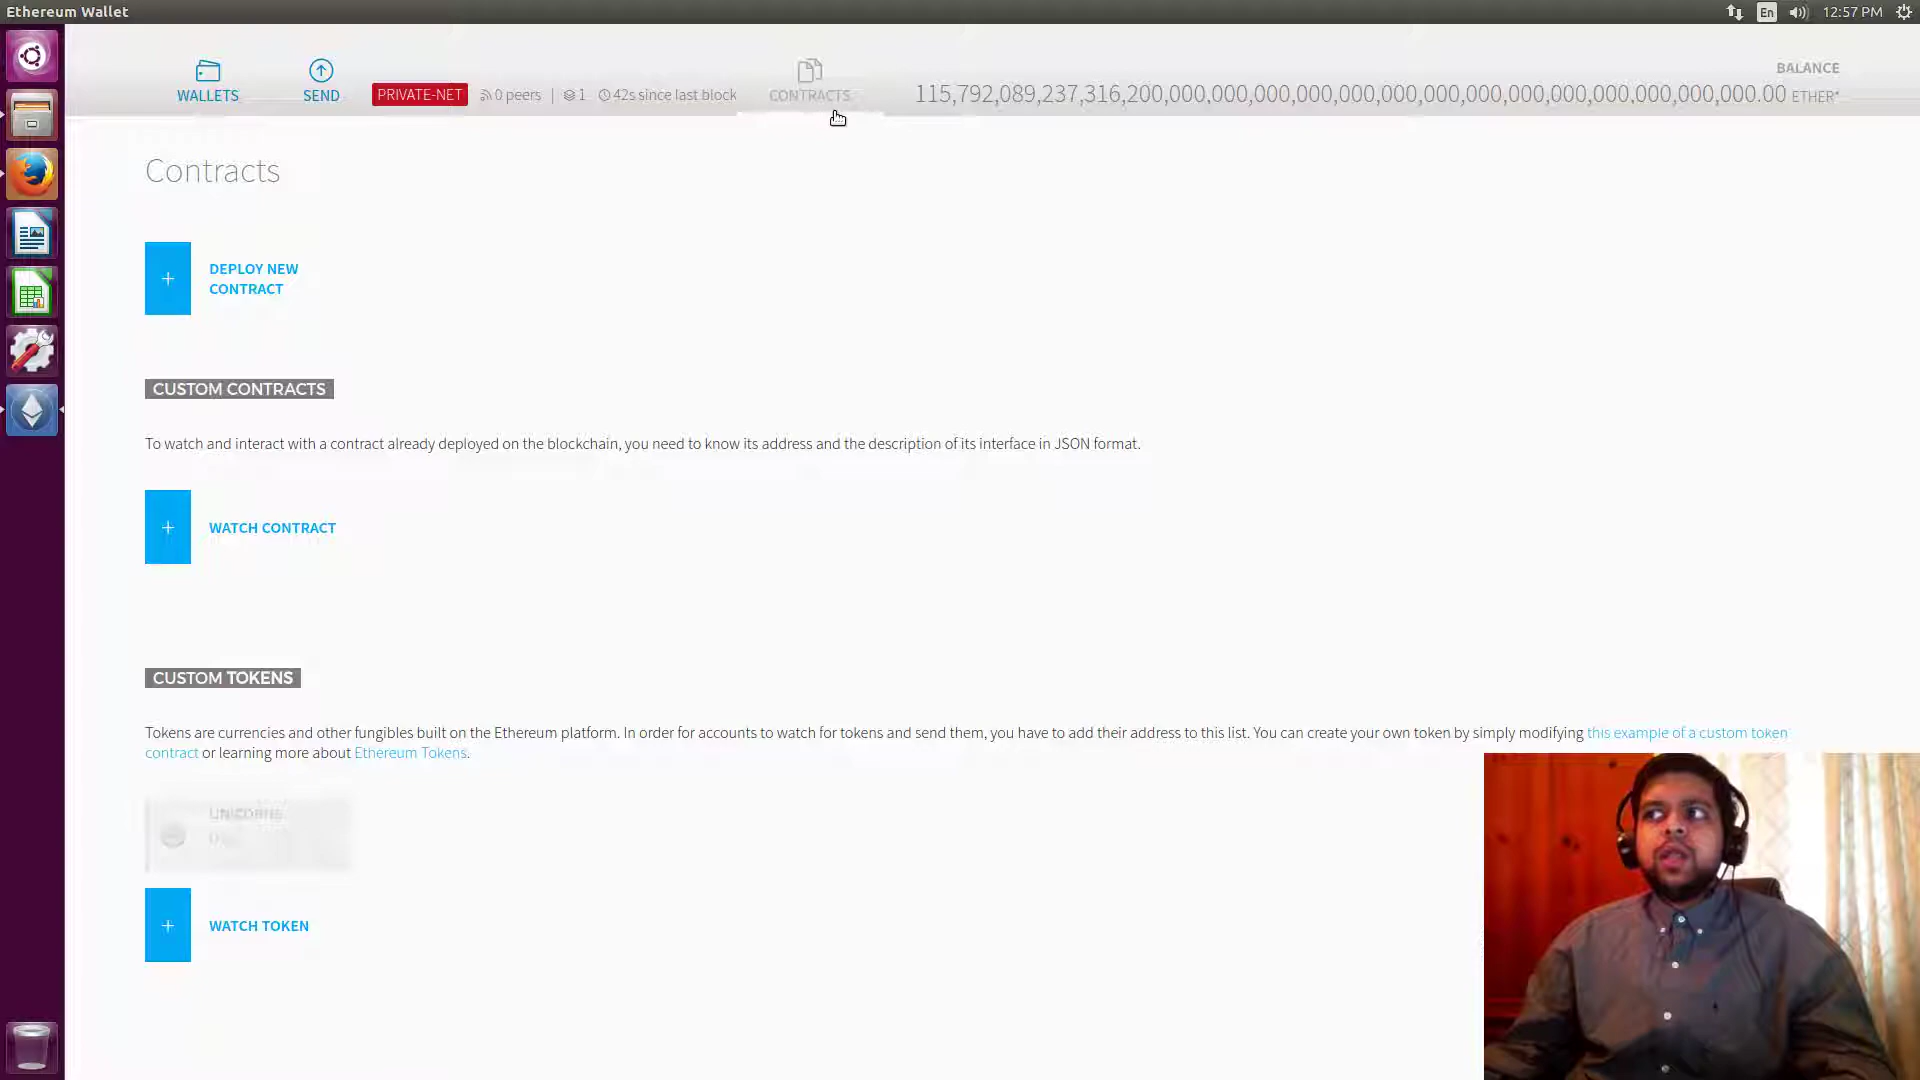 Ethereum Wallet
En
12:57 PM
WALLETS
SEND
PRIVATE-NET
0 peers | 1 42s since last block
CONTRACTS
BALANCE
115,792,089,237,316,200,000,000,000,000,000,000,000,000,000,000,000,000,000,000.00 ETHER*
Contracts
+ DEPLOY NEW
CONTRACT
CUSTOM CONTRACTS
To watch and interact with a contract already deployed on the blockchain, you need to know its address and the description of its interface in JSON format.
+ WATCH CONTRACT
CUSTOM TOKENS
Tokens are currencies and other fungibles built on the Ethereum platform. In order for accounts to watch for tokens and send them, you have to add their address to this list. You can create your own token by simply modifying this example of a custom token
contract or learning more about Ethereum Tokens.
UNICORNS
+ WATCH TOKEN